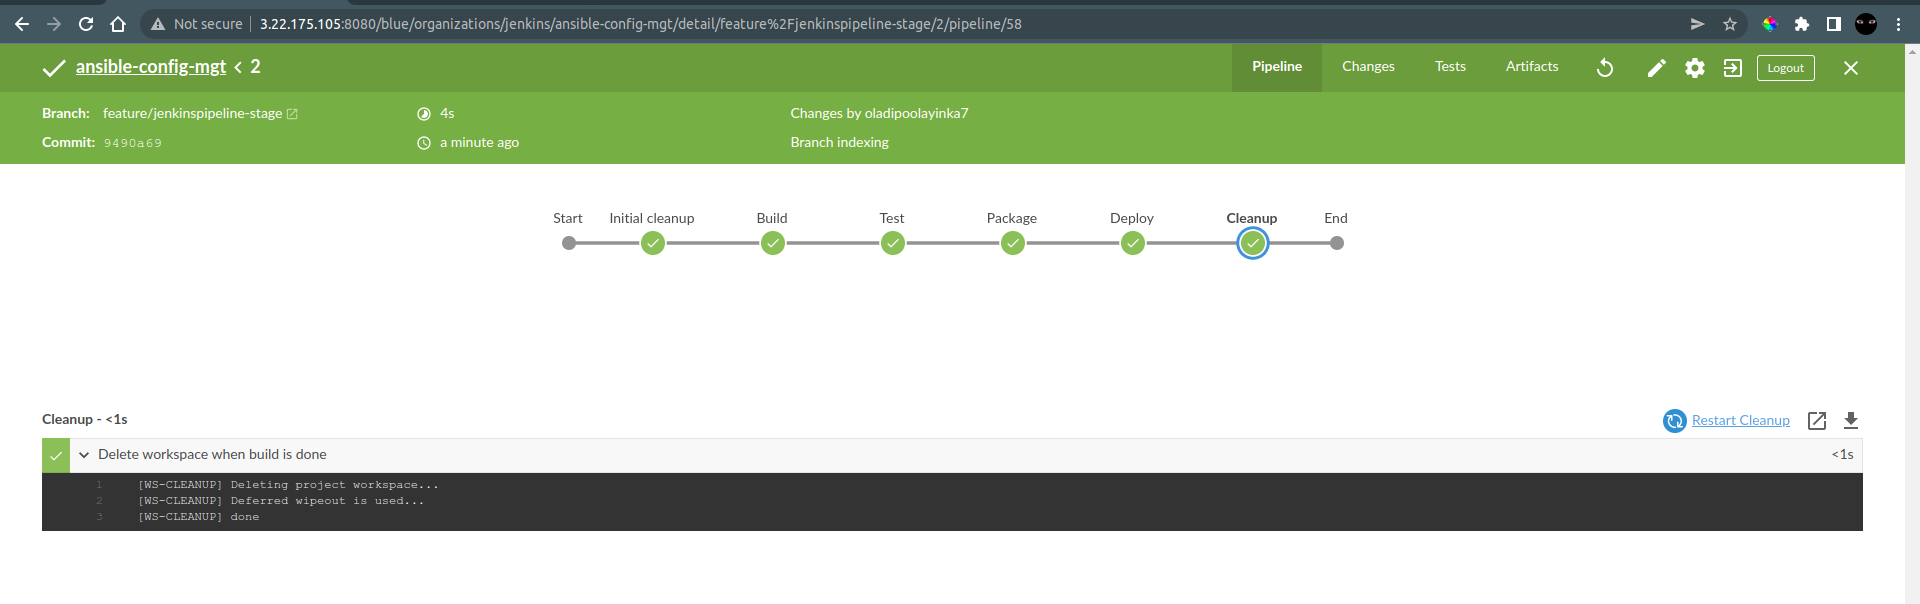 Not secure | 3.22.175.105:8080/blue/organizations/jenkins/ansible-config-mgt/detail/feature%2Fjenkinspipeline-stage/2/pipeline/58
ansible-config-mgt < 2 Pipeline Changes Tests Artifacts Logout
Branch: feature/jenkinspipeline-stage 4s Changes by oladipoolayinka7
Commit: 9490a69 a minute ago Branch indexing
Start Initial cleanup Build Test Package Deploy Cleanup End
Cleanup - <1s Restart Cleanup
Delete workspace when build is done <1s
1 [WS-CLEANUP] Deleting project workspace...
2 [WS-CLEANUP] Deferred wipeout is used...
3 [WS-CLEANUP] done